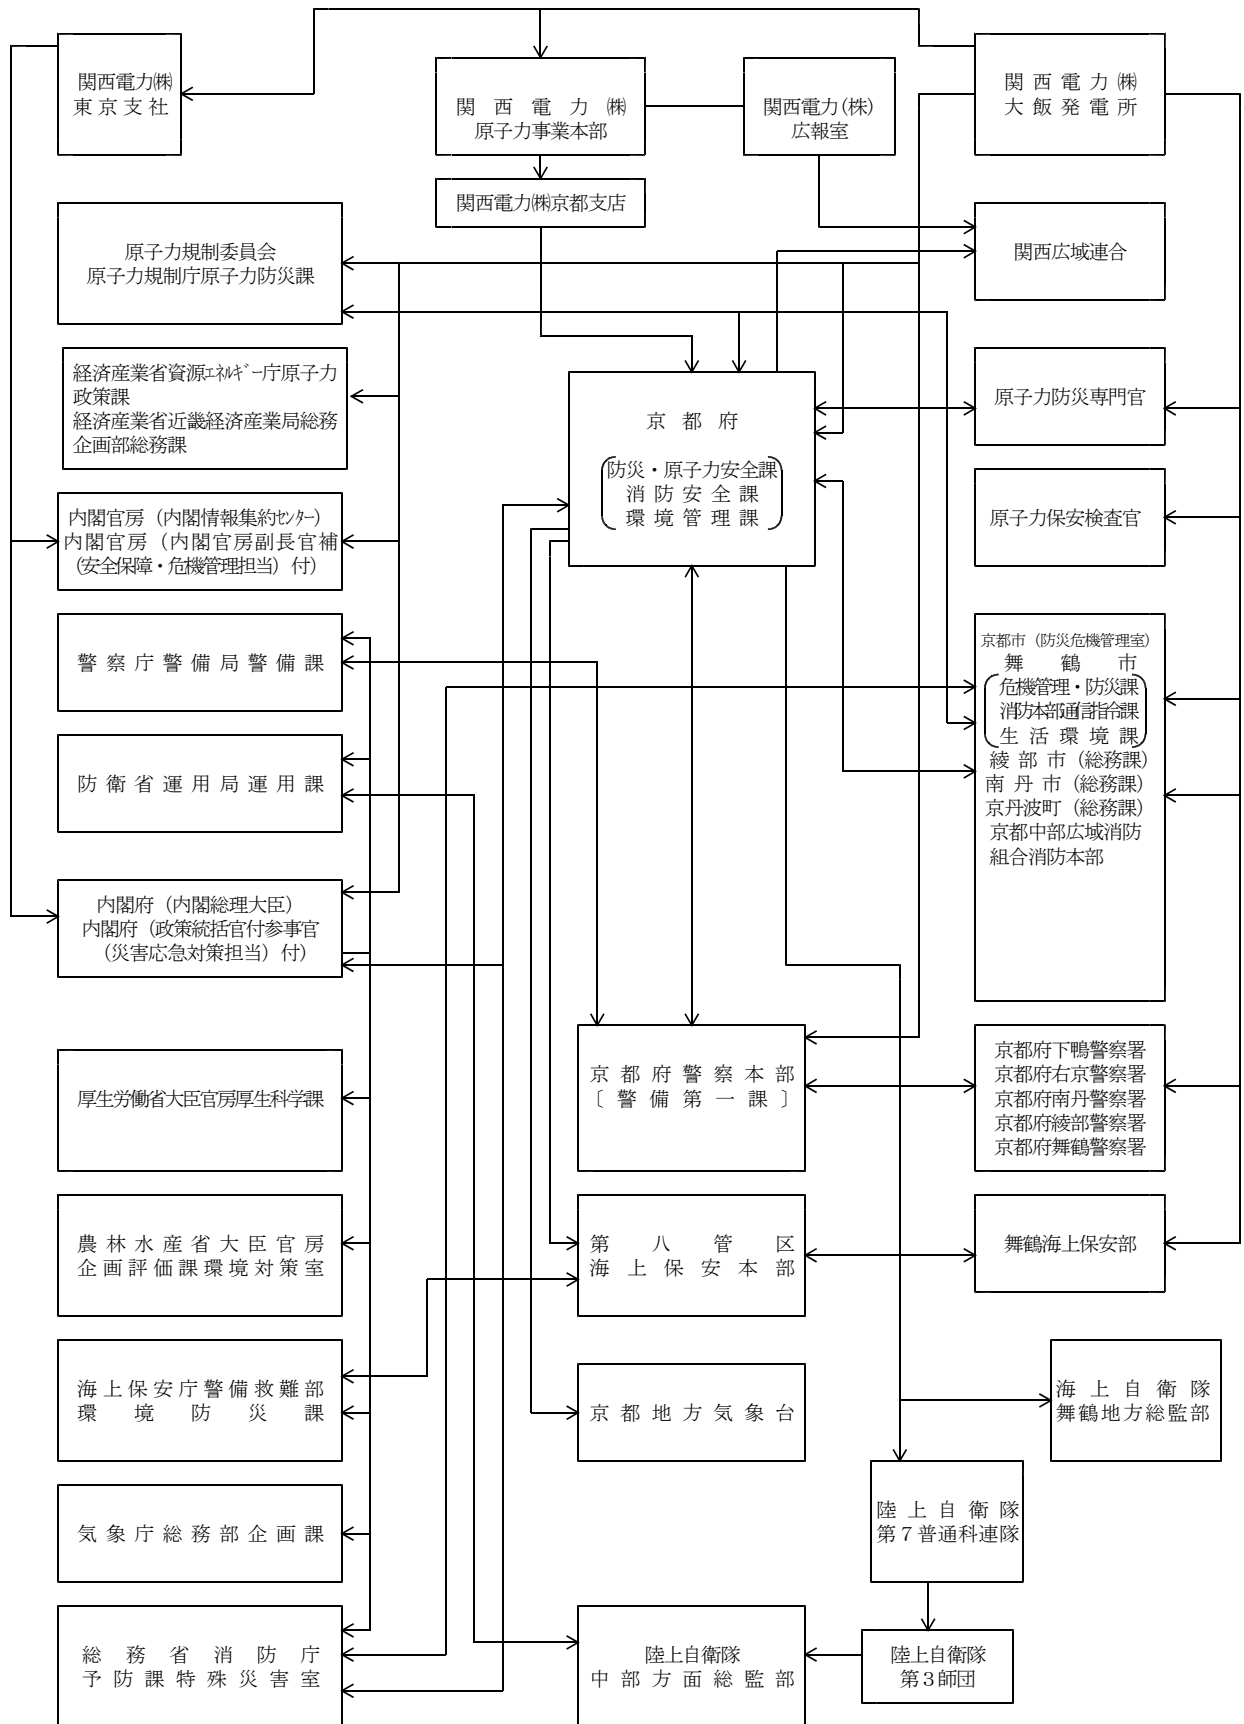 関西電力㈱
東京支社
関西電力㈱
原子力事業本部
関西電力(株)
広報室
関西電力㈱
大飯発電所
関西電力㈱京都支店
原子力規制委員会
原子力規制庁原子力防災課
関西広域連合
経済産業省資源ｴﾈﾙｷﾞｰ庁原子力
政策課
経済産業省近畿経済産業局総務
企画部総務課
京都府
防災・原子力安全課
消防安全課
環境管理課
原子力防災専門官
原子力保安検査官
内閣官房（内閣情報集約ｾﾝﾀｰ）
内閣官房（内閣官房副長官補
（安全保障・危機管理担当）付）
警察庁警備局警備課
京都市（防災危機管理室）
舞鶴市
危機管理・防災課
消防本部通信指令課
生活環境課
綾部市（総務課）
南丹市（総務課）
京丹波町（総務課）
京都中部広域消防
組合消防本部
防衛省運用局運用課
内閣府（内閣総理大臣）
内閣府（政策統括官付参事官
（災害応急対策担当）付）
厚生労働省大臣官房厚生科学課
京都府警察本部
〔警備第一課〕
京都府下鴨警察署
京都府右京警察署
京都府南丹警察署
京都府綾部警察署
京都府舞鶴警察署
農林水産省大臣官房
企画評価課環境対策室
第八管区
海上保安本部
舞鶴海上保安部
海上保安庁警備救難部
環境防災課
京都地方気象台
海上自衛隊
舞鶴地方総監部
気象庁総務部企画課
陸上自衛隊
第７普通科連隊
総務省消防庁
予防課特殊災害室
陸上自衛隊
中部方面総監部
陸上自衛隊
第３師団